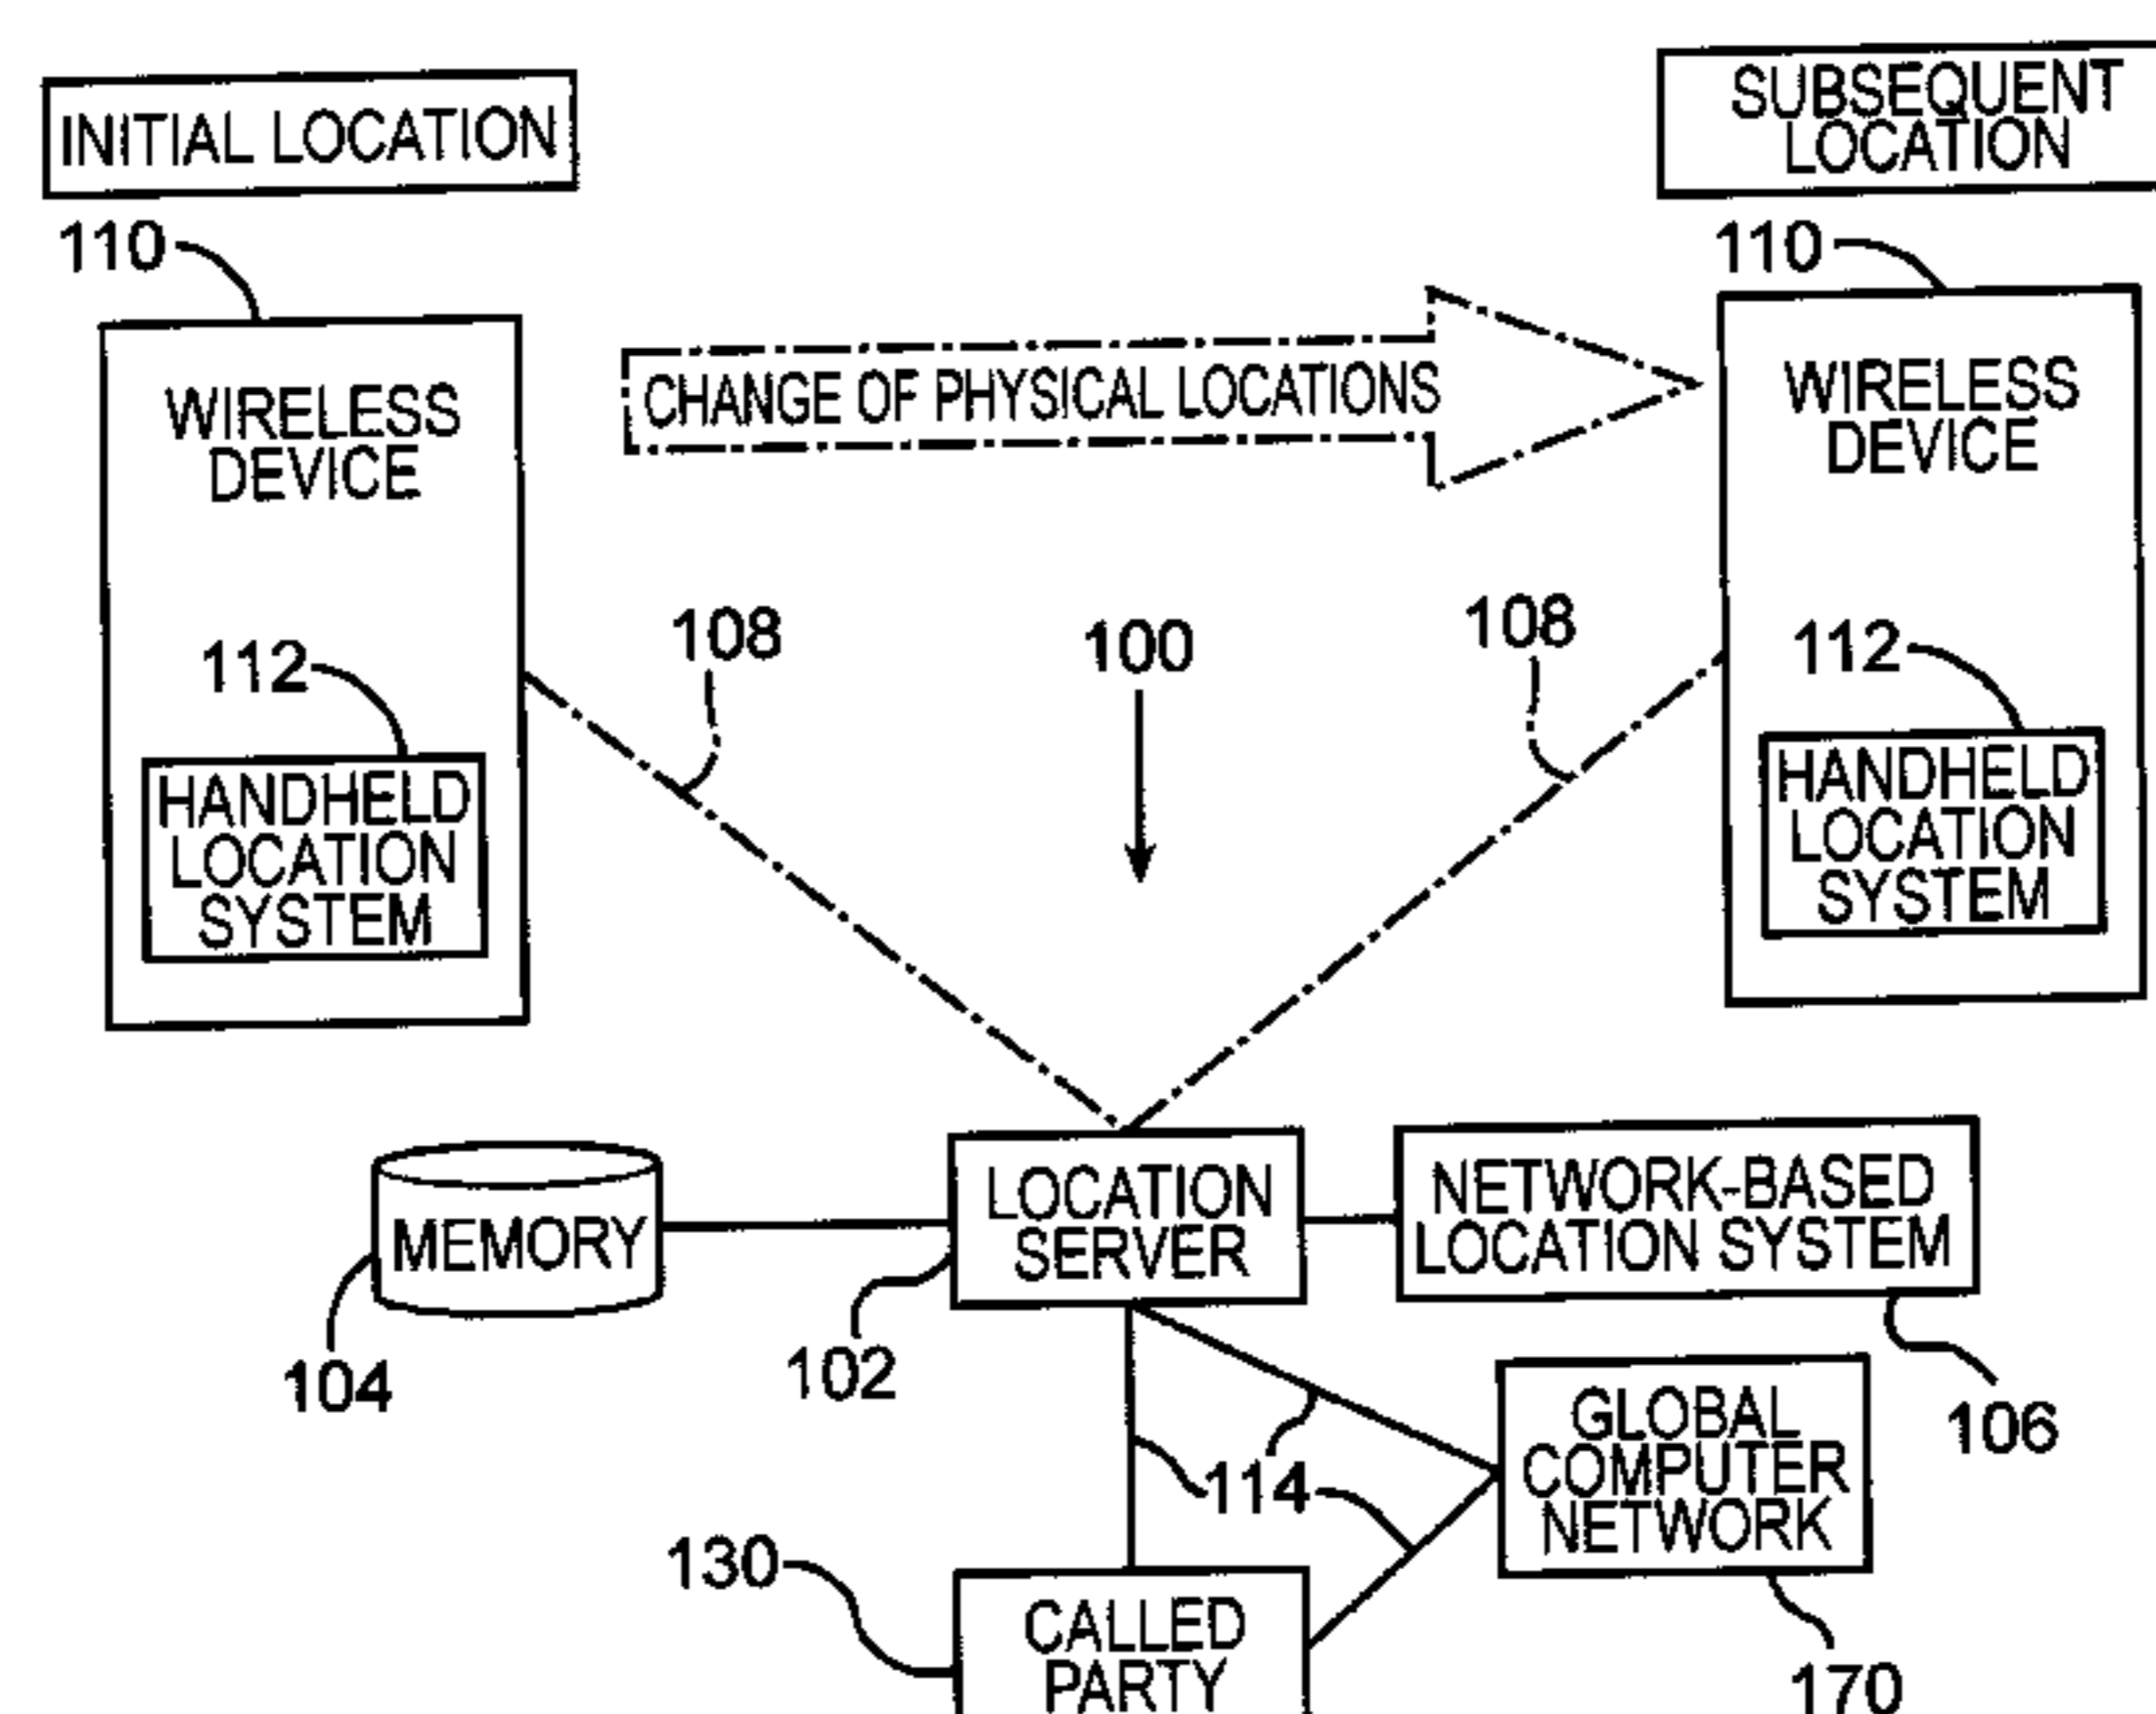 INITIAL LOCATION
SUBSEQUENT
LOCATION
110
110
CHANGE OF PHYSICAL LOCATIONS
WIRELESS
DEVICE
WIRELESS
DEVICE
108
100
108
112
112
HANDHELD
LOCATION
SYSTEM
HANDHELD
LOCATION
SYSTEM
MEMORY
LOCATION
SERVER
NETWORK-BASED
LOCATION SYSTEM
104
102
106
GLOBAL
COMPUTER
NETWORK
114
130
CALLED
PARTY
170